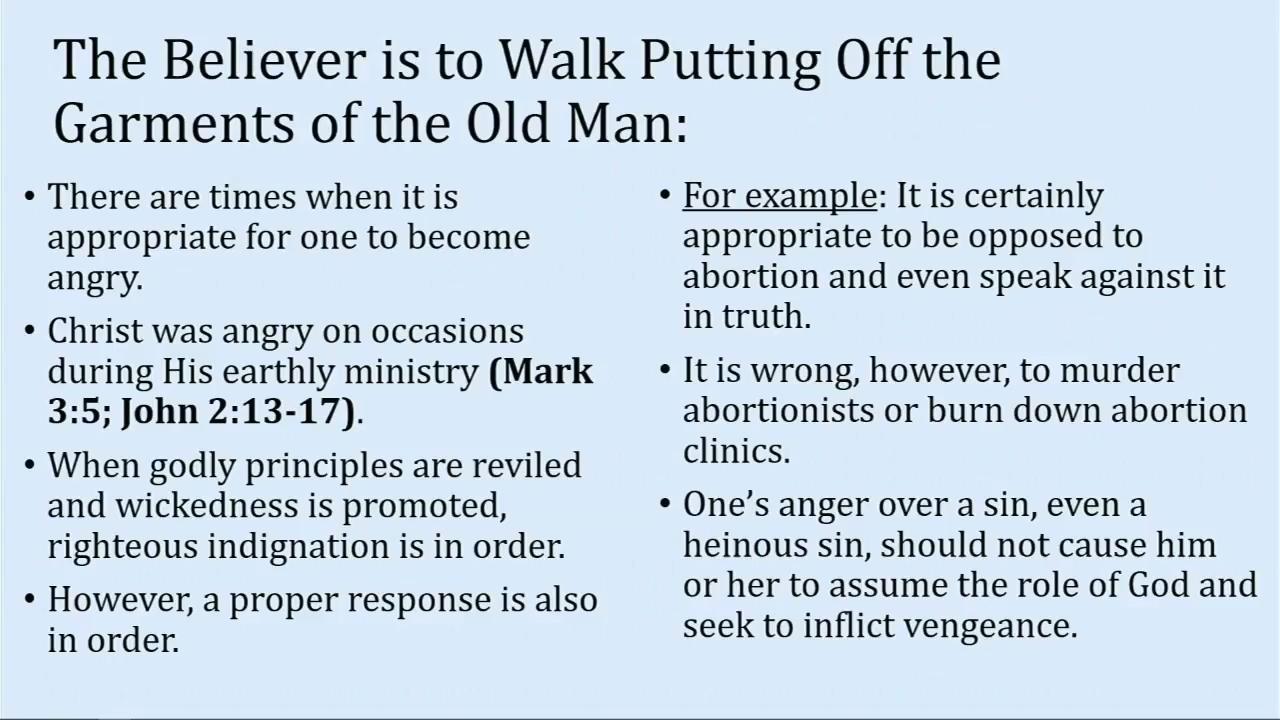 The Believer is to Walk Putting Off the
Garments of the Old Man:
• There are times when it is
appropriate for one to become
angry.
• Christ was angry on occasions
during His earthly ministry (Mark
3:5; John 2:13-17).
• When godly principles are reviled
and wickedness is promoted,
righteous indignation is in order.
• However, a proper response is also
in order.
• For example: It is certainly
appropriate to be opposed to
abortion and even speak against it
in truth.
• It is wrong, however, to murder
abortionists or burn down abortion
clinics.
• One’s anger over a sin, even a
heinous sin, should not cause him
or her to assume the role of God and
seek to inflict vengeance.